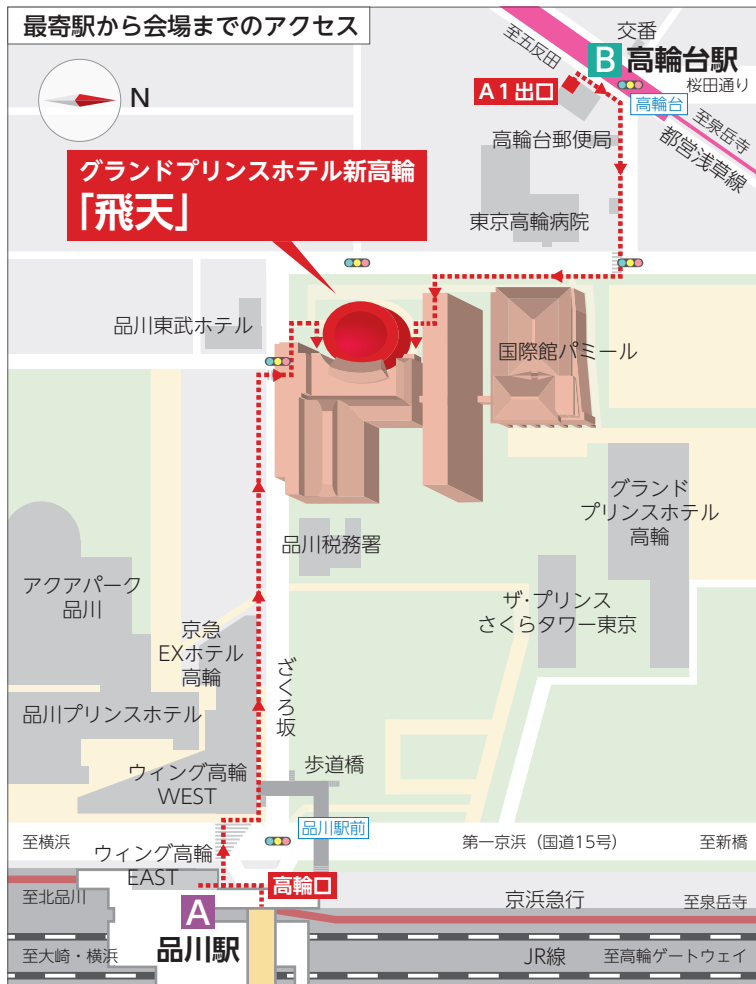 最寄駅から会場までのアクセス
N
交番
至五反田
B 高輪台駅
A1出口
桜田通り
高輪台
至泉岳寺
都営浅草線
高輪台郵便局
グランドプリンスホテル新高輪
「飛天」
東京高輪病院
品川東武ホテル
国際館パミール
グランド
プリンスホテル
高輪
品川税務署
アクアパーク
品川
ザ・プリンス
さくらタワー東京
京急
EXホテル
高輪
ざくろ坂
品川プリンスホテル
歩道橋
ウィング高輪
WEST
品川駅前
至横浜
第一京浜（国道15号）
至新橋
ウィング高輪
EAST
高輪口
至北品川
A
京浜急行
至泉岳寺
品川駅
至大崎・横浜
JR線
至高輪ゲートウェイ